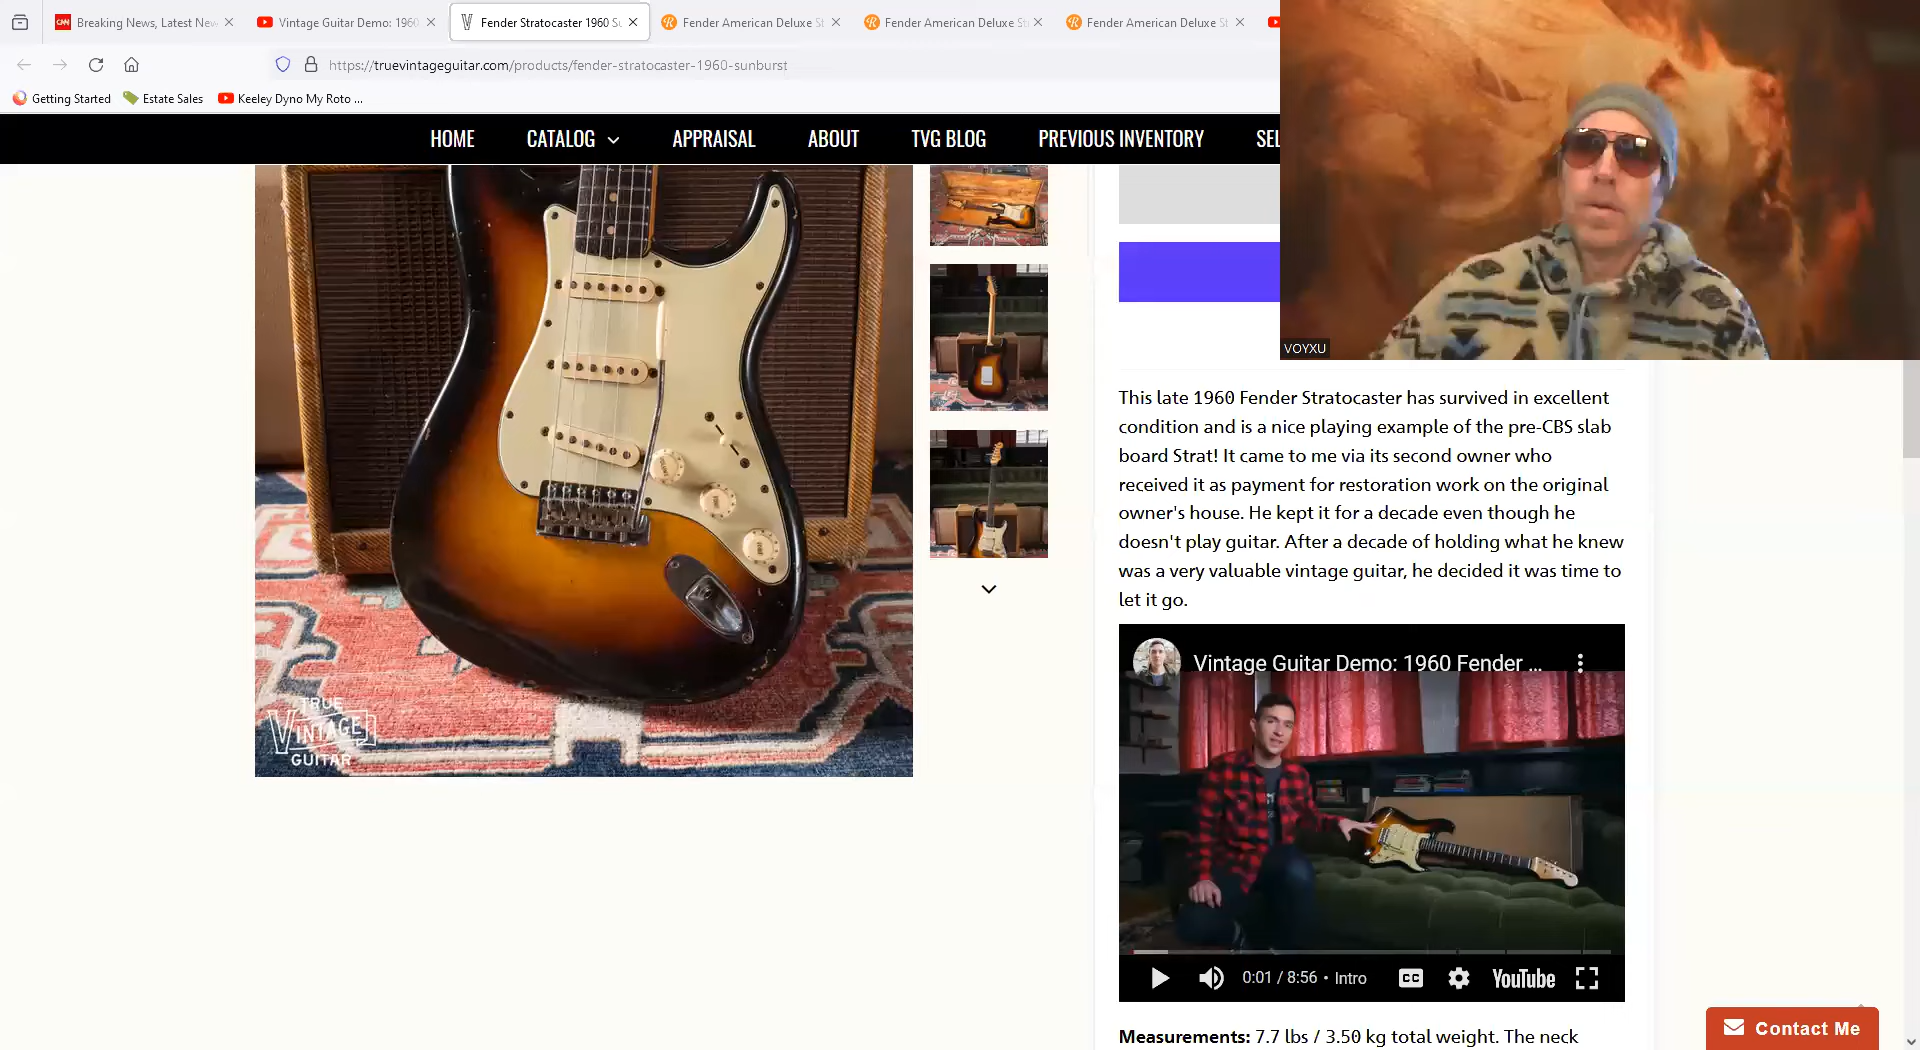 Breaking News, Latest New
Vintage Guitar Demo: 1960
Fender Stratocaster 1960 Su
Fender American Deluxe St
Fender American Deluxe St
Fender American Deluxe St
https://truevintageguitar.com/products/fender-stratocaster-1960-sunburst
Getting Started
Estate Sales
Keeley Dyno My Roto ...
HOME
CATALOG
APPRAISAL
ABOUT
TVG BLOG
PREVIOUS INVENTORY
SEL
VOYXU
This late 1960 Fender Stratocaster has survived in excellent
condition and is a nice playing example of the pre-CBS slab
board Strat! It came to me via its second owner who
received it as payment for restoration work on the original
owner's house. He kept it for a decade even though he
doesn't play guitar. After a decade of holding what he knew
was a very valuable vintage guitar, he decided it was time to
let it go.
TRUE
VINTAGE
GUITAR
Vintage Guitar Demo: 1960 Fender ...
0:01 / 8:56 • Intro
CC
YouTube
Measurements: 7.7 lbs / 3.50 kg total weight. The neck
Contact Me